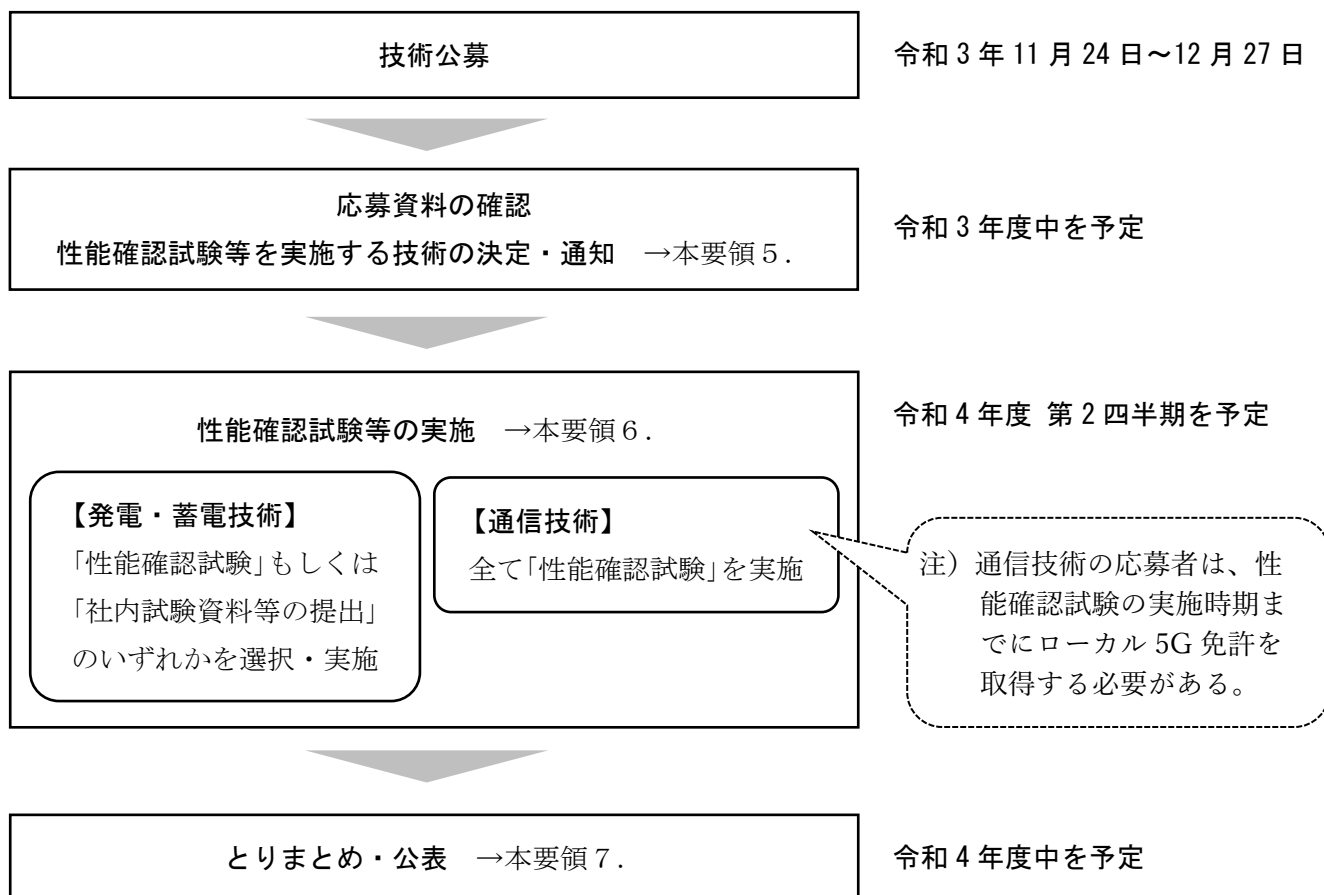 技術公募
令和3年11月24日～12月27日
応募資料の確認
性能確認試験等を実施する技術の決定・通知　→本要領５．
令和3年度中を予定
性能確認試験等の実施　→本要領６．
令和4年度 第2四半期を予定
【発電・蓄電技術】
「性能確認試験」もしくは
「社内試験資料等の提出」
のいずれかを選択・実施
【通信技術】
全て「性能確認試験」を実施
注）通信技術の応募者は、性
能確認試験の実施時期ま
でにローカル 5G 免許を
取得する必要がある。
とりまとめ・公表　→本要領７．
令和4年度中を予定